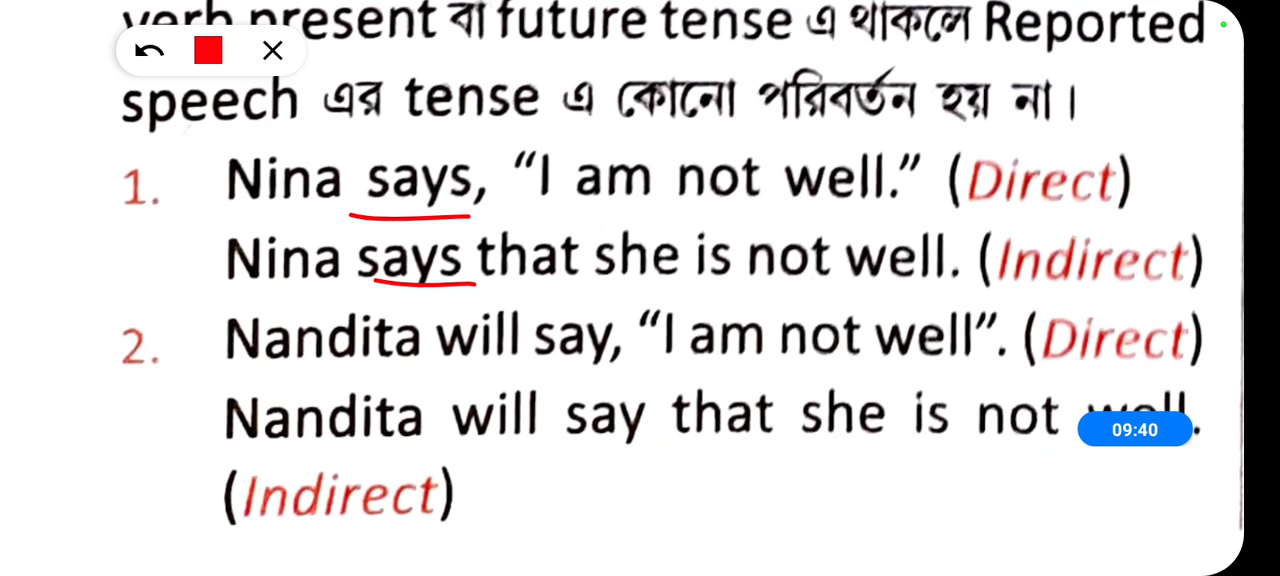 verb present বা future tense এ থাকলে Reported
speech এর tense এ কোনো পরিবর্তন হয় না।
1. Nina says, “I am not well.” (Direct)
Nina says that she is not well. (Indirect)
2. Nandita will say, “I am not well”. (Direct)
Nandita will say that she is not well.
09:40
(Indirect)